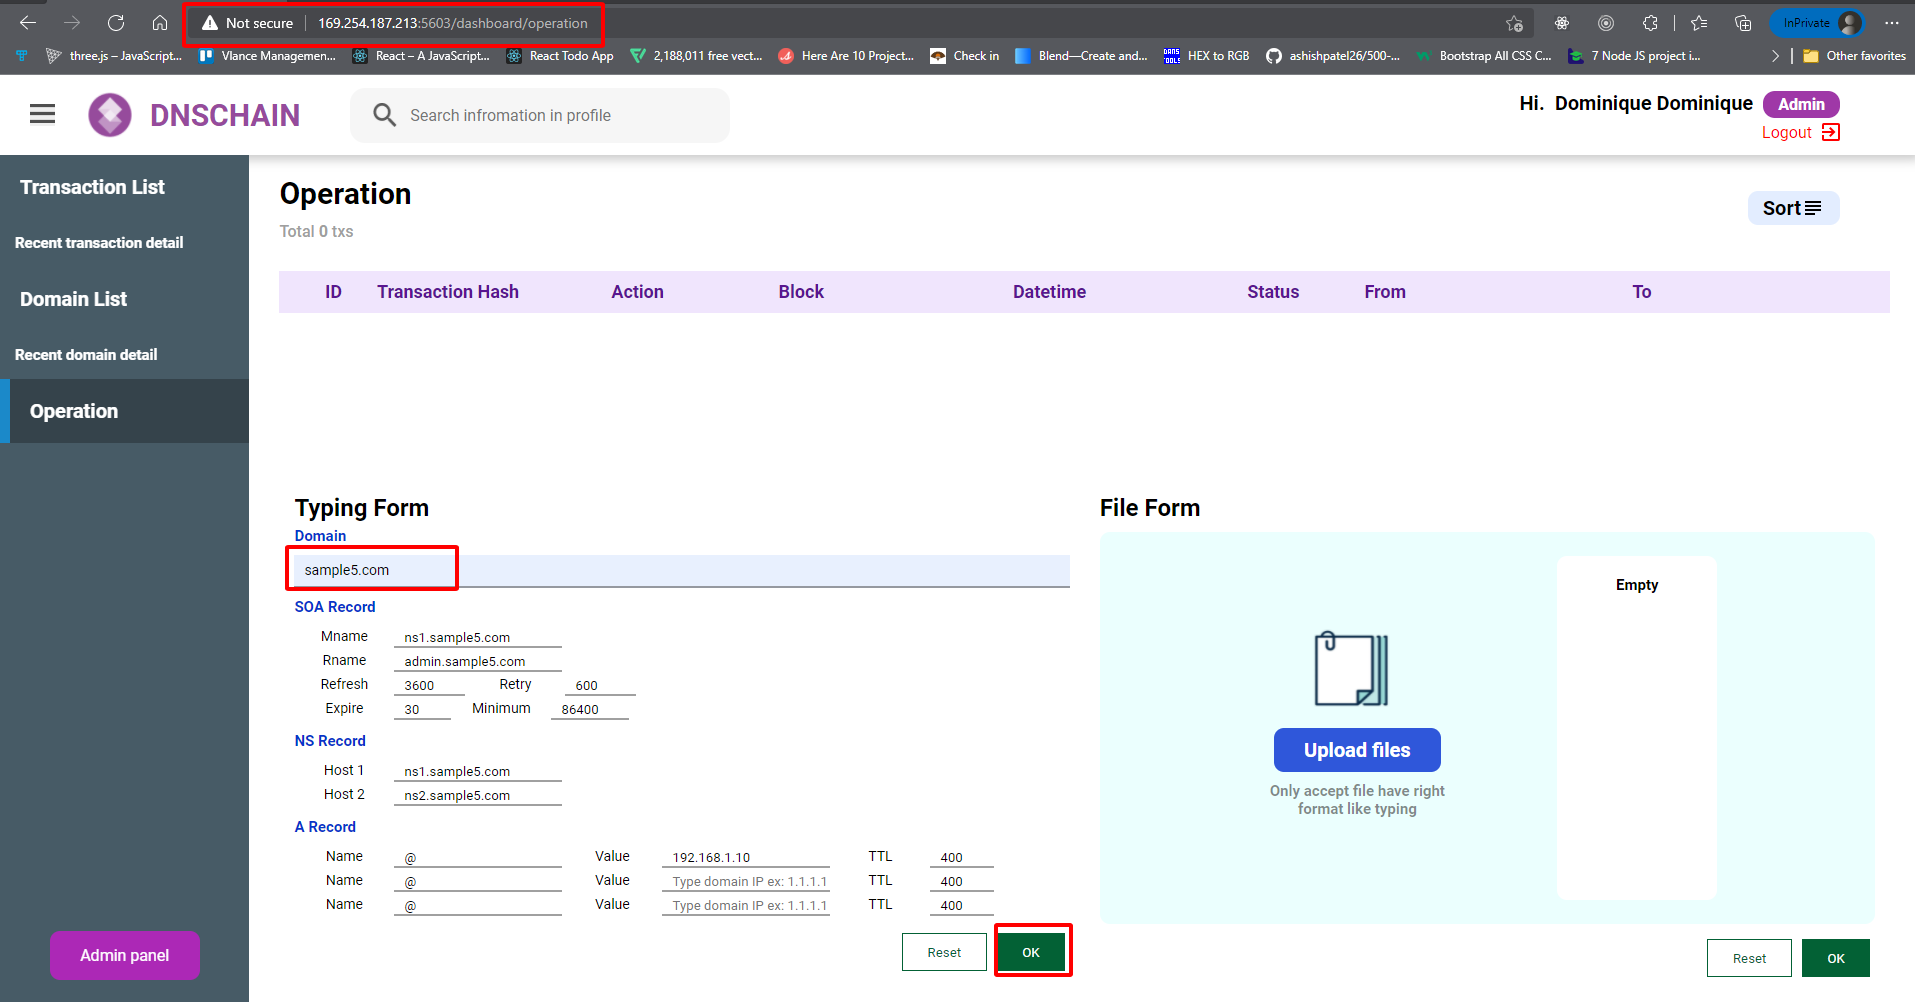 Not secure 169.254.187.213:5603/dashboard/operation InPrivate
three.js – JavaScript... Vlance Managemen... React – A JavaScript... React Todo App 2,188,011 free vect... Here Are 10 Project... Check in Blend—Create and... DANS TOOLS HEX to RGB ashishpatel26/500-... Bootstrap All CSS C... 7 Node JS project i... Other favorites
DNSCHAIN
Search infromation in profile
Hi. Dominique Dominique Admin
Logout
Transaction List
Recent transaction detail
Domain List
Recent domain detail
Operation
Admin panel
Operation
Total 0 txs
Sort
ID Transaction Hash Action Block Datetime Status From To
Typing Form
Domain
sample5.com
SOA Record
Mname ns1.sample5.com
Rname admin.sample5.com
Refresh 3600 Retry 600
Expire 30 Minimum 86400
NS Record
Host 1 ns1.sample5.com
Host 2 ns2.sample5.com
A Record
Name @ Value 192.168.1.10 TTL 400
Name @ Value Type domain IP ex: 1.1.1.1 TTL 400
Name @ Value Type domain IP ex: 1.1.1.1 TTL 400
Reset OK
File Form
Empty
Upload files
Only accept file have right
format like typing
Reset OK